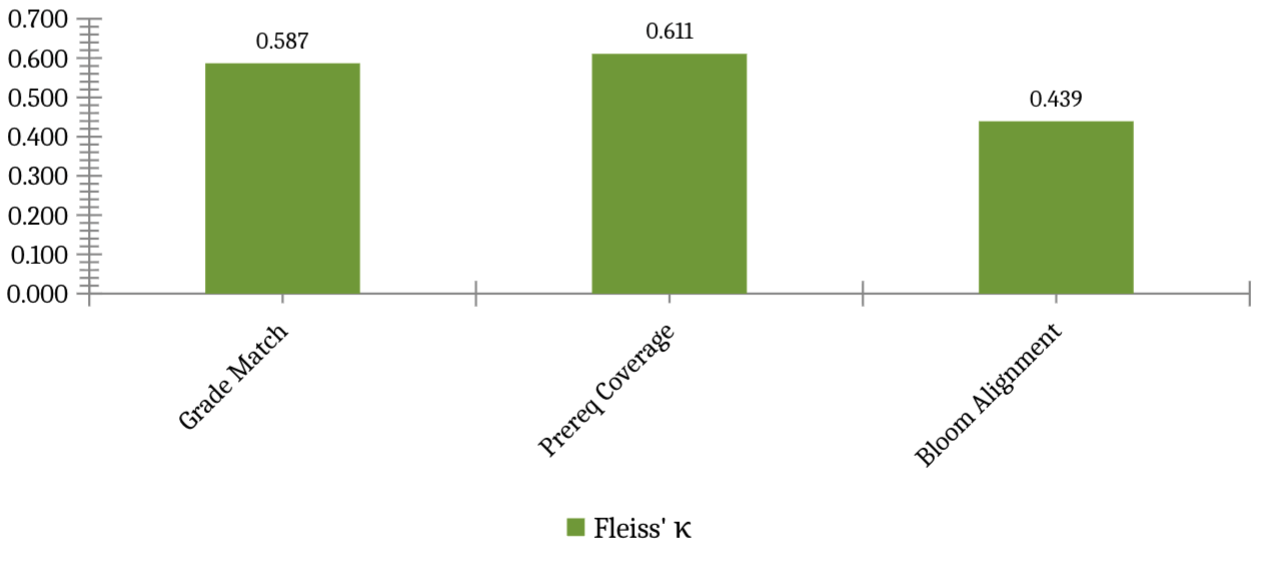 0.700
0.600
0.500
0.400
0.300
0.200
0.100
0.000
0.587
0.611
0.439
Grade Match
Prereq Coverage
Bloom Alignment
Fleiss' κ